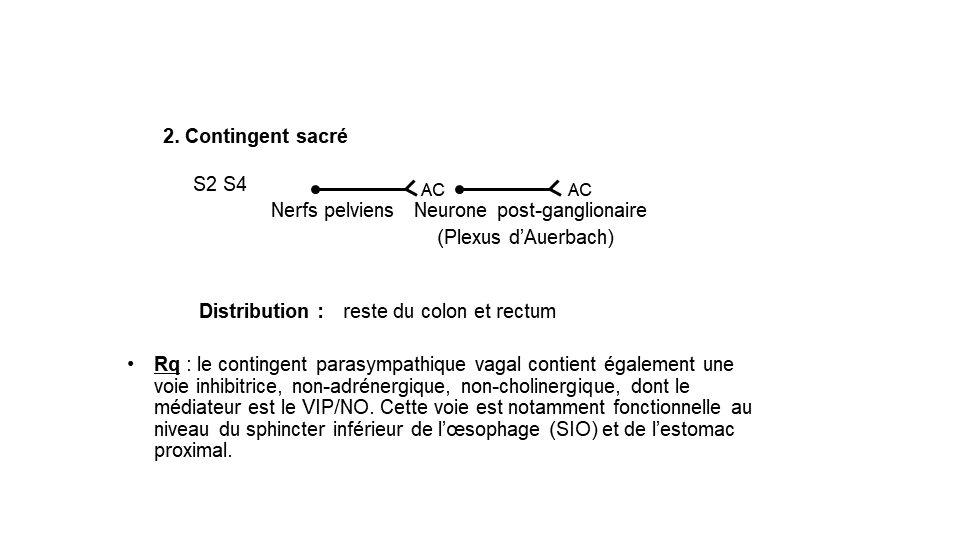 2. Contingent sacré
S2 S4
AC AC
Nerfs pelviens Neurone post-ganglionaire
(Plexus d’Auerbach)
Distribution : reste du colon et rectum
• Rq : le contingent parasympathique vagal contient également une
voie inhibitrice, non-adrénergique, non-cholinergique, dont le
médiateur est le VIP/NO. Cette voie est notamment fonctionnelle au
niveau du sphincter inférieur de l’œsophage (SIO) et de l’estomac
proximal.